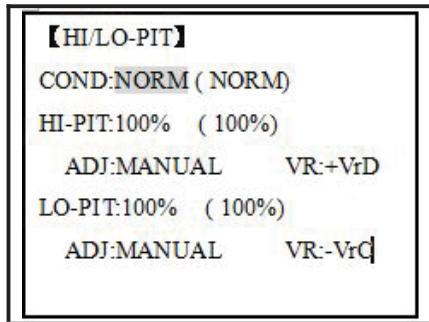 【HI/LO-PIT】
COND:NORM ( NORM)
HI-PIT:100% ( 100%)
ADJ:MANUAL VR:+VrD
LO-PIT:100% ( 100%)
ADJ:MANUAL VR:-VrC